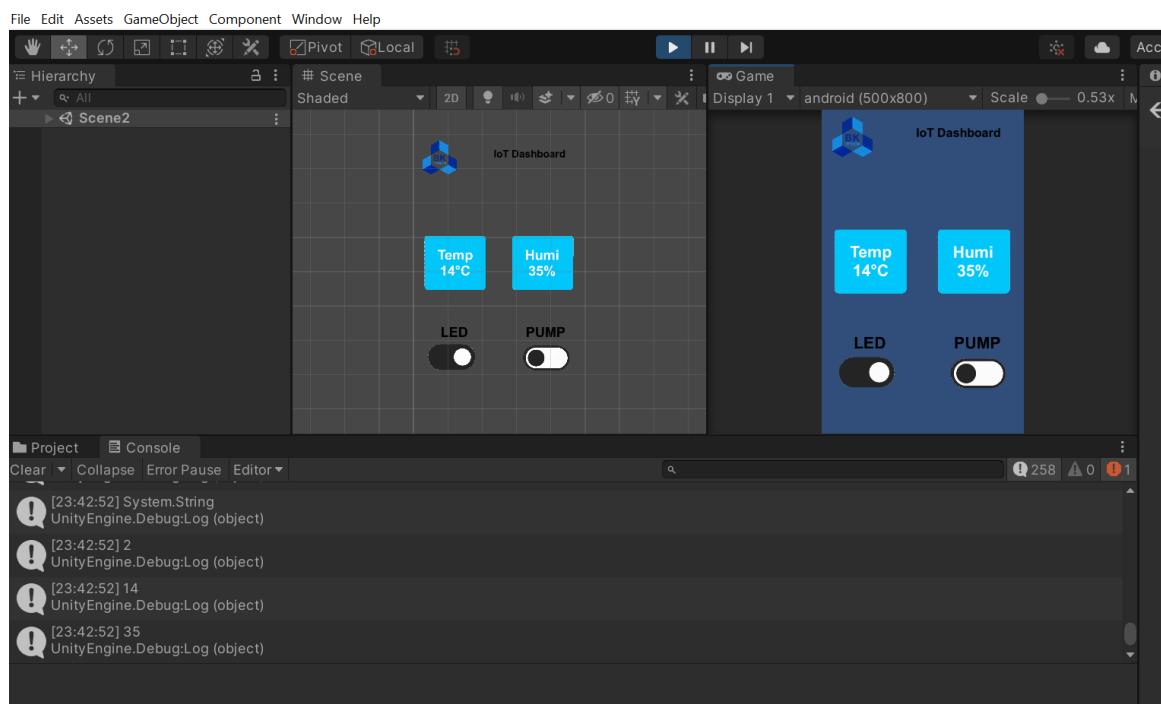 File Edit Assets GameObject Component Window Help
Pivot Local
Hierarchy
All
Scene2
Scene
Shaded 2D 0
BK
IoT Dashboard
Temp
14°C
Humi
35%
LED PUMP
Game
Display 1 android (500x800) Scale 0.53x
BK
IoT Dashboard
Temp
14°C
Humi
35%
LED PUMP
Project Console
Clear Collapse Error Pause Editor 258 0 1
[23:42:52] System.String
UnityEngine.Debug:Log (object)
[23:42:52] 2
UnityEngine.Debug:Log (object)
[23:42:52] 14
UnityEngine.Debug:Log (object)
[23:42:52] 35
UnityEngine.Debug:Log (object)